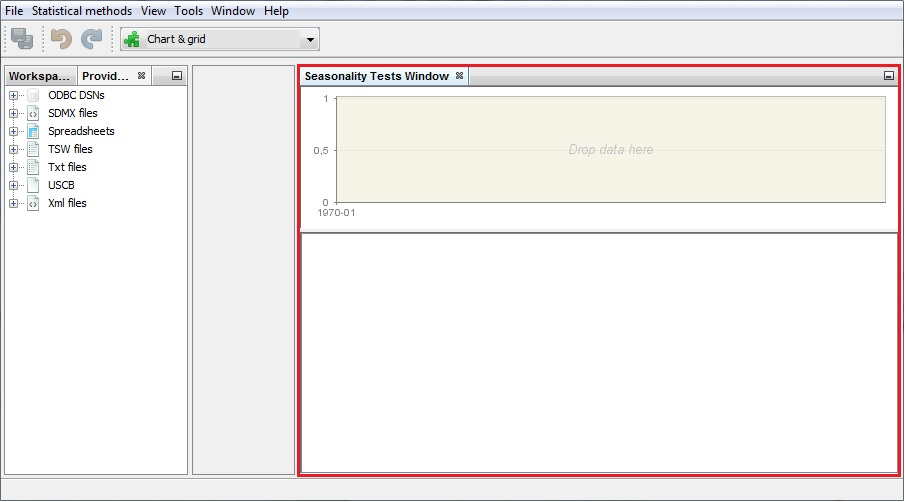 File Statistical methods View Tools Window Help
Chart & grid
Workspa... Provid...
ODBC DSNs
SDMX files
Spreadsheets
TSW files
Txt files
USCB
Xml files
Seasonality Tests Window
1
0,5
0
1970-01
Drop data here